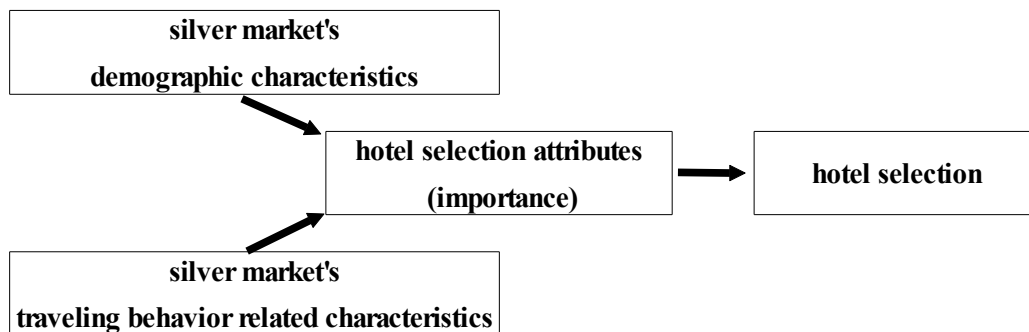 silver market's
demographic characteristics
hotel selection attributes
(importance)
hotel selection
silver market's
traveling behavior related characteristics